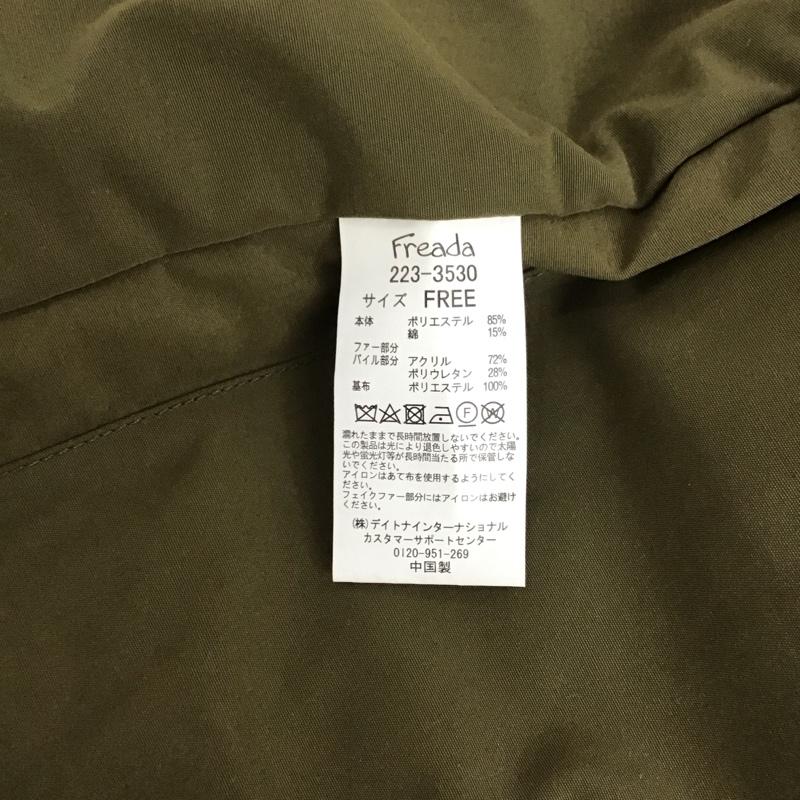 Freada
223-3530
サイズ FREE
本体 ポリエステル 85%
綿 15%
ファー部分
パイル部分 アクリル 72%
ポリウレタン 28%
基布 ポリエステル 100%
濡れたままで長時間放置しないでください。
この製品は光により退色しやすいので太陽
光や蛍光灯等が長時間当たる所で保管しな
いでください。
アイロンはあて布を使用するようにしてく
ださい。
フェイクファー部分にはアイロンはお避け
ください。
(株)デイトナインターナショナル
カスタマーサポートセンター
0120-951-269
中国製